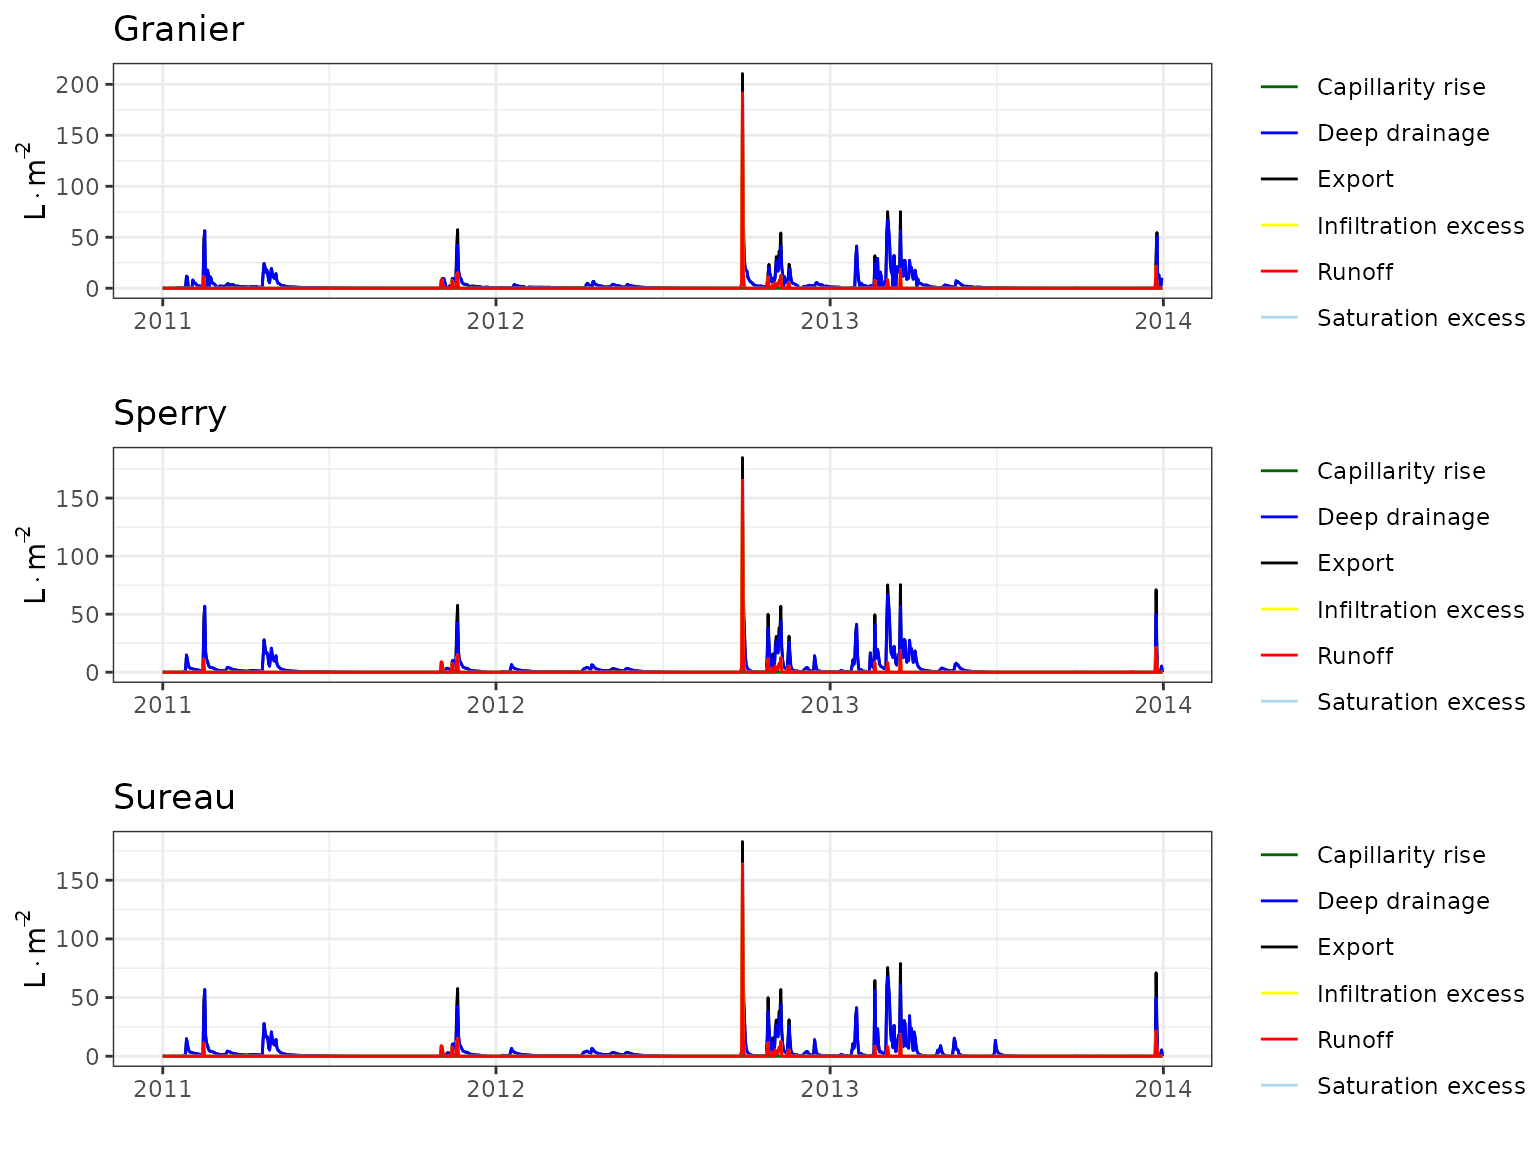 Granier
L·m⁻²
200
150
100
50
0
2011 2012 2013 2014
Capillarity rise
Deep drainage
Export
Infiltration excess
Runoff
Saturation excess
Sperry
L·m⁻²
150
100
50
0
2011 2012 2013 2014
Capillarity rise
Deep drainage
Export
Infiltration excess
Runoff
Saturation excess
Sureau
L·m⁻²
150
100
50
0
2011 2012 2013 2014
Capillarity rise
Deep drainage
Export
Infiltration excess
Runoff
Saturation excess